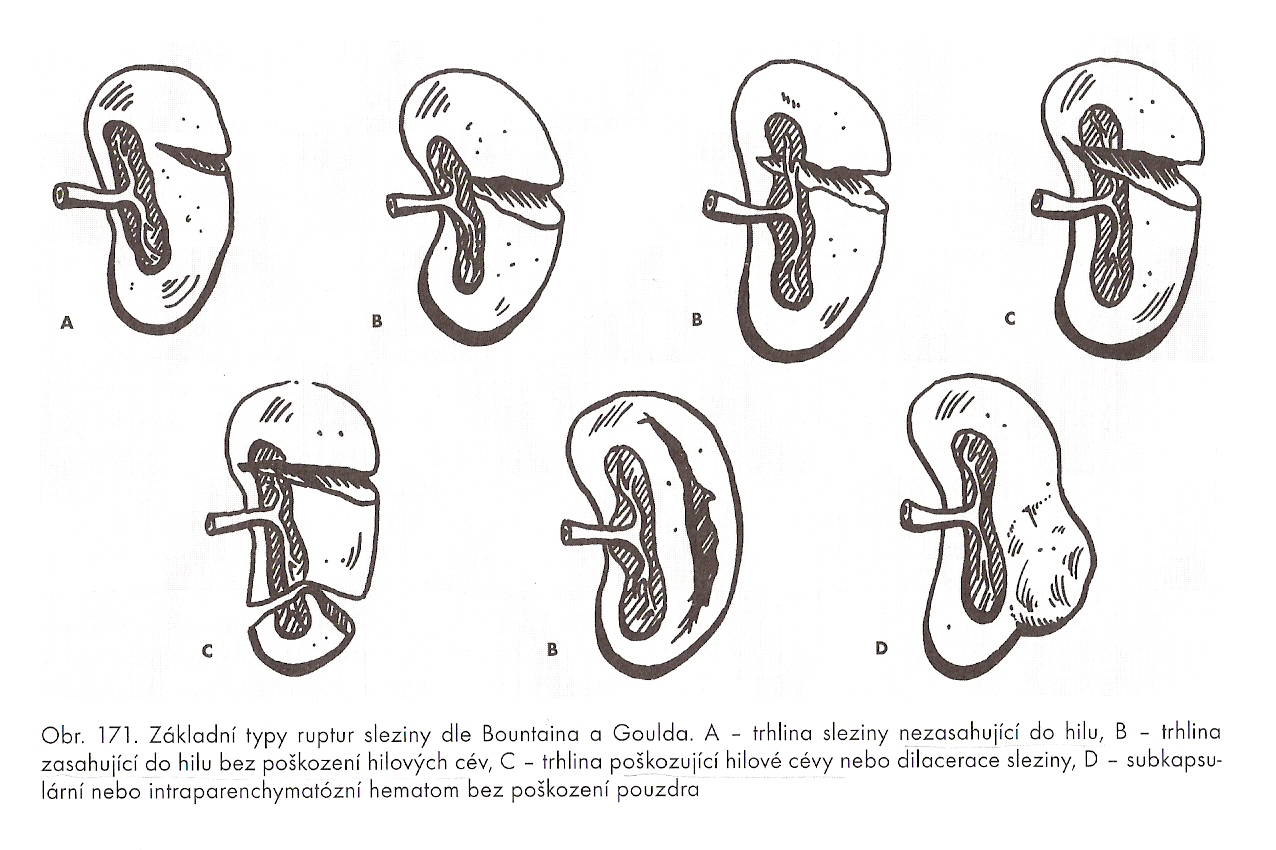 A
B
B
C
C
B
D
Obr. 171. Základní typy ruptur sleziny dle Bountaina a Goulda. A – trhlina sleziny nezasahující do hilu, B – trhlina
zasahující do hilu bez poškození hilových cév, C – trhlina poškozující hilové cévy nebo dilacerace sleziny, D – subkapsu-
lární nebo intraparenchymatózní hematom bez poškození pouzdra